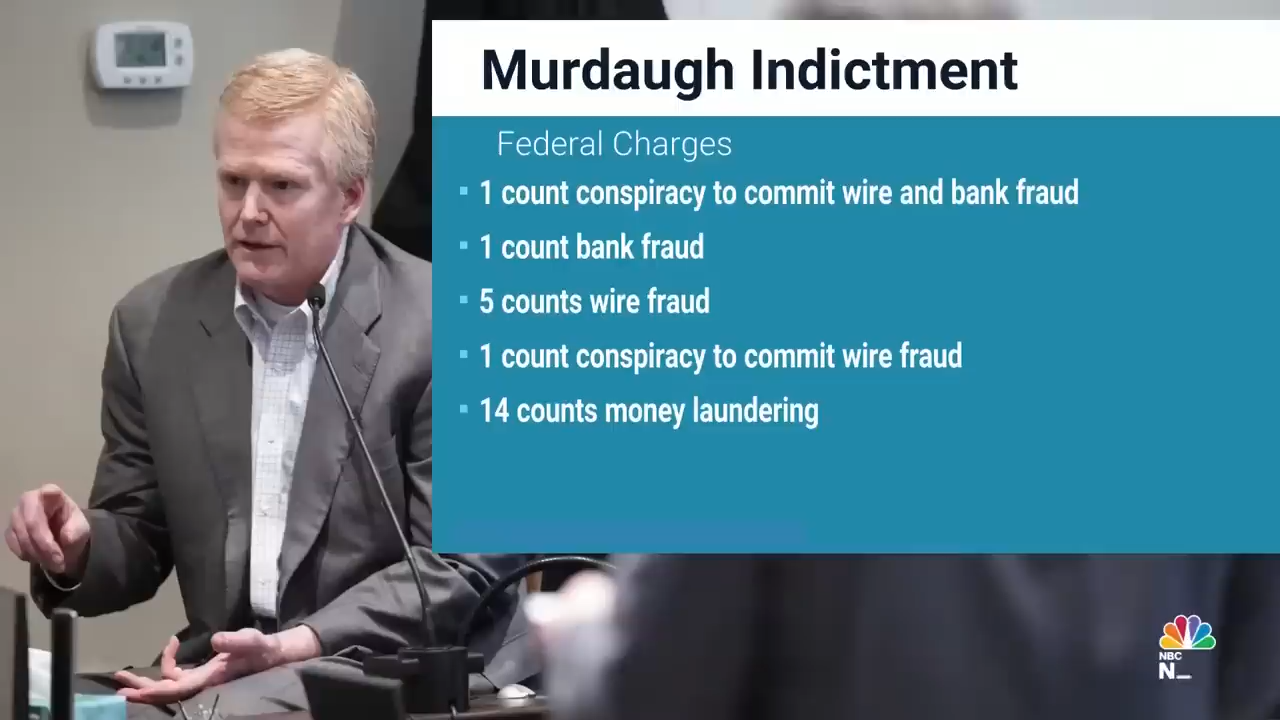 Murdaugh Indictment
Federal Charges
1 count conspiracy to commit wire and bank fraud
1 count bank fraud
5 counts wire fraud
1 count conspiracy to commit wire fraud
14 counts money laundering
NBC
N_